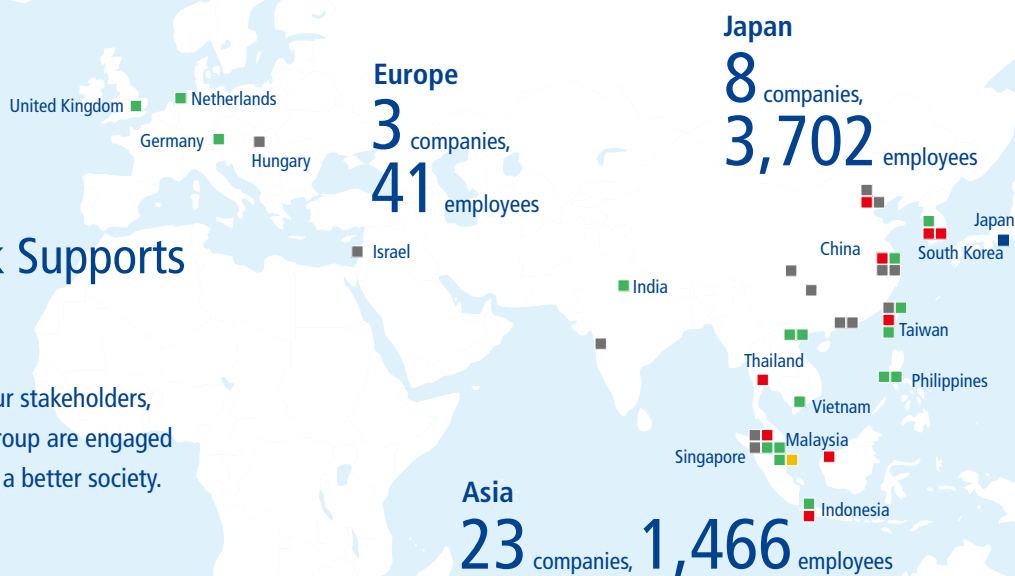 Japan
8 companies,
3,702 employees
Europe
3 companies,
41 employees
United Kingdom
Netherlands
Germany
Hungary
Supports
Israel
India
China
Japan
South Korea
Taiwan
Thailand
Philippines
Vietnam
Malaysia
Singapore
Indonesia
stakeholders,
are engaged
a better society.
Asia
23 companies, 1,466 employees